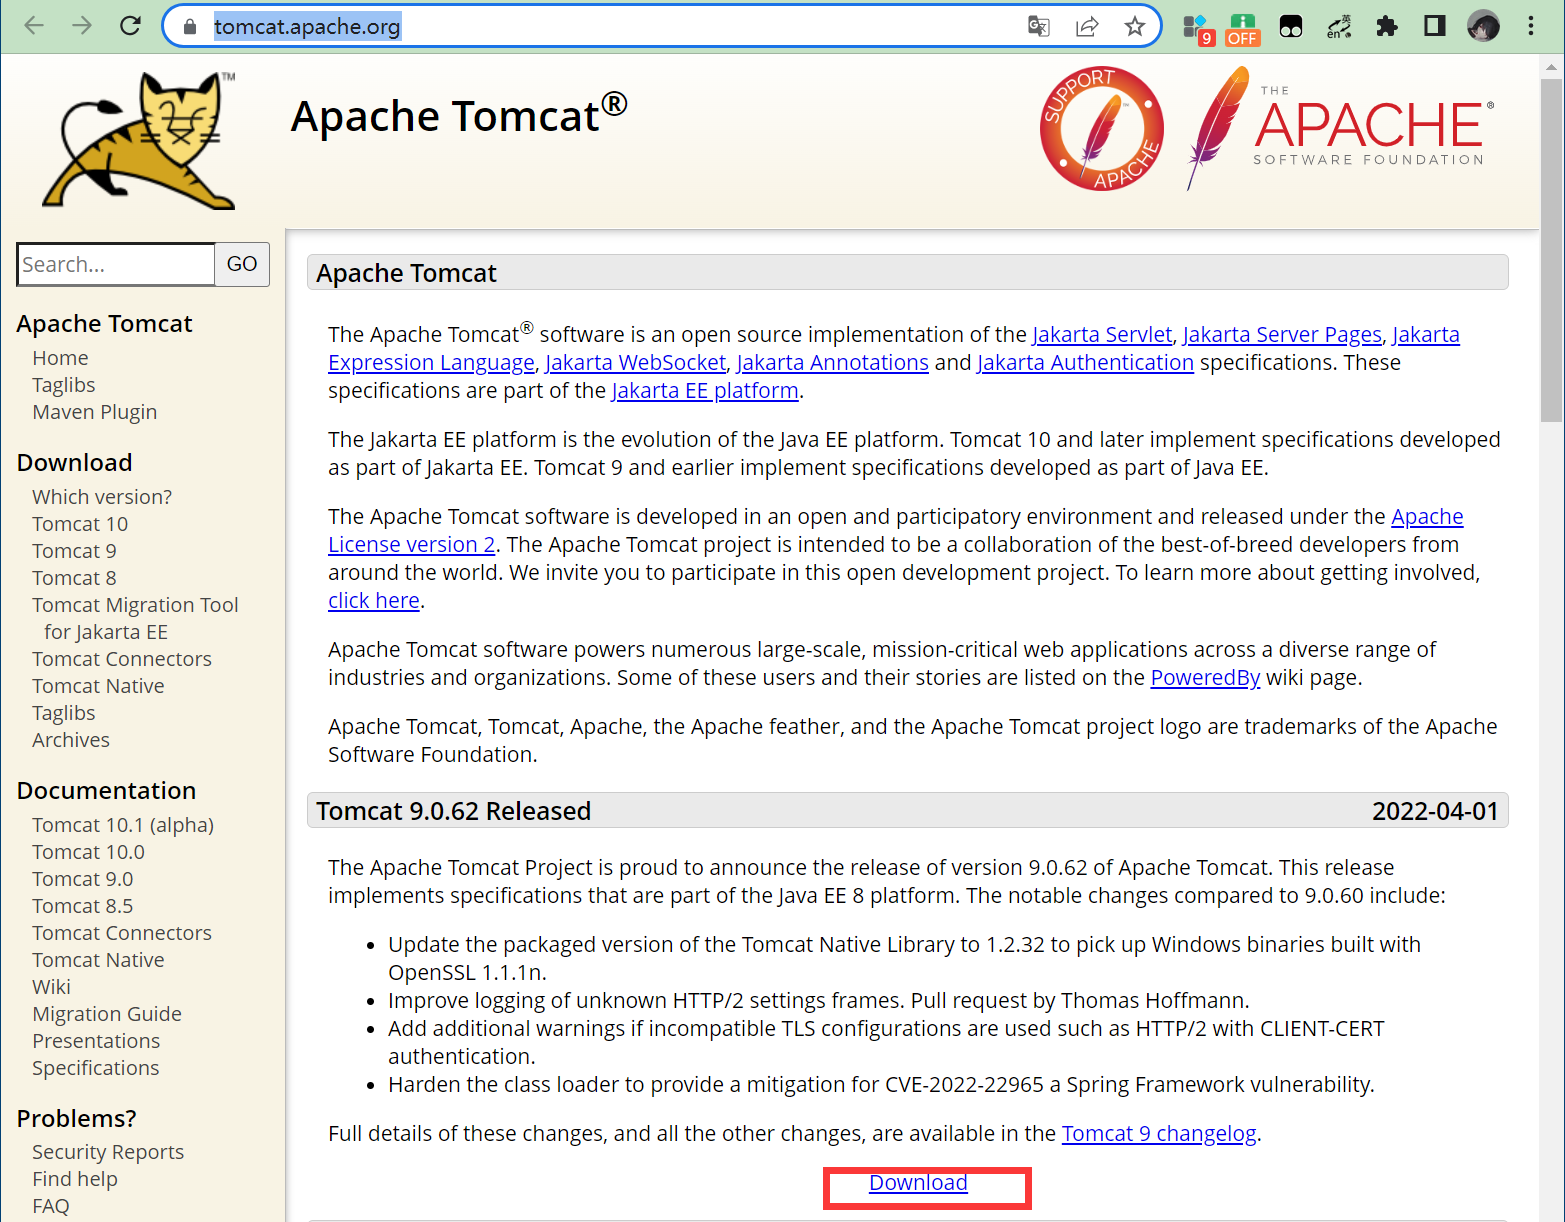 tomcat.apache.org
9
OFF
英
en
TM
Apache Tomcat®
SUPPORT
APACHE
THE
APACHE®
SOFTWARE FOUNDATION
Search...
GO
Apache Tomcat
Home
Taglibs
Maven Plugin
Download
Which version?
Tomcat 10
Tomcat 9
Tomcat 8
Tomcat Migration Tool
for Jakarta EE
Tomcat Connectors
Tomcat Native
Taglibs
Archives
Documentation
Tomcat 10.1 (alpha)
Tomcat 10.0
Tomcat 9.0
Tomcat 8.5
Tomcat Connectors
Tomcat Native
Wiki
Migration Guide
Presentations
Specifications
Problems?
Security Reports
Find help
FAQ
Apache Tomcat
The Apache Tomcat® software is an open source implementation of the Jakarta Servlet, Jakarta Server Pages, Jakarta
Expression Language, Jakarta WebSocket, Jakarta Annotations and Jakarta Authentication specifications. These
specifications are part of the Jakarta EE platform.
The Jakarta EE platform is the evolution of the Java EE platform. Tomcat 10 and later implement specifications developed
as part of Jakarta EE. Tomcat 9 and earlier implement specifications developed as part of Java EE.
The Apache Tomcat software is developed in an open and participatory environment and released under the Apache
License version 2. The Apache Tomcat project is intended to be a collaboration of the best-of-breed developers from
around the world. We invite you to participate in this open development project. To learn more about getting involved,
click here.
Apache Tomcat software powers numerous large-scale, mission-critical web applications across a diverse range of
industries and organizations. Some of these users and their stories are listed on the PoweredBy wiki page.
Apache Tomcat, Tomcat, Apache, the Apache feather, and the Apache Tomcat project logo are trademarks of the Apache
Software Foundation.
Tomcat 9.0.62 Released 2022-04-01
The Apache Tomcat Project is proud to announce the release of version 9.0.62 of Apache Tomcat. This release
implements specifications that are part of the Java EE 8 platform. The notable changes compared to 9.0.60 include:
• Update the packaged version of the Tomcat Native Library to 1.2.32 to pick up Windows binaries built with
OpenSSL 1.1.1n.
• Improve logging of unknown HTTP/2 settings frames. Pull request by Thomas Hoffmann.
• Add additional warnings if incompatible TLS configurations are used such as HTTP/2 with CLIENT-CERT
authentication.
• Harden the class loader to provide a mitigation for CVE-2022-22965 a Spring Framework vulnerability.
Full details of these changes, and all the other changes, are available in the Tomcat 9 changelog.
Download